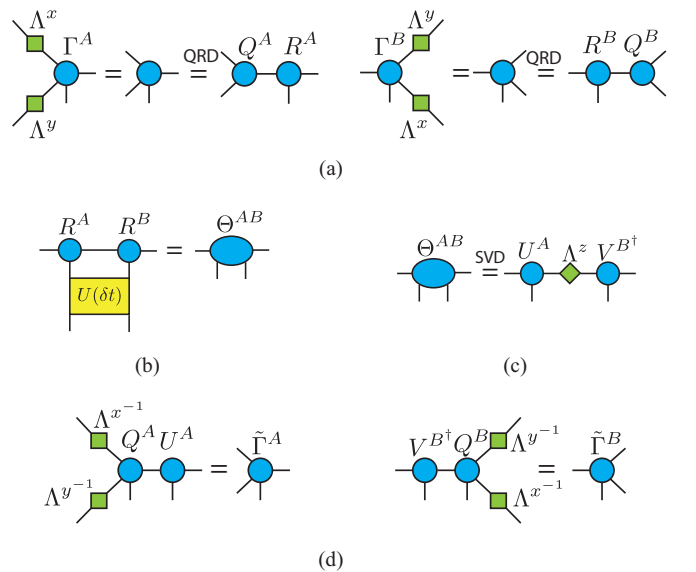 Λ^x Γ^A = = QRD Q^A R^A
Λ^y
Γ^B Λ^y = = QRD R^B Q^B
Λ^x
(a)
R^A R^B = Θ^{AB}
U(δt)
(b)
Θ^{AB} = SVD U^A Λ^z V^{B†}
(c)
Λ^{x^{-1}} Q^A U^A = Γ̃^A
Λ^{y^{-1}}
V^{B†} Q^B Λ^{y^{-1}} = Γ̃^B
Λ^{x^{-1}}
(d)